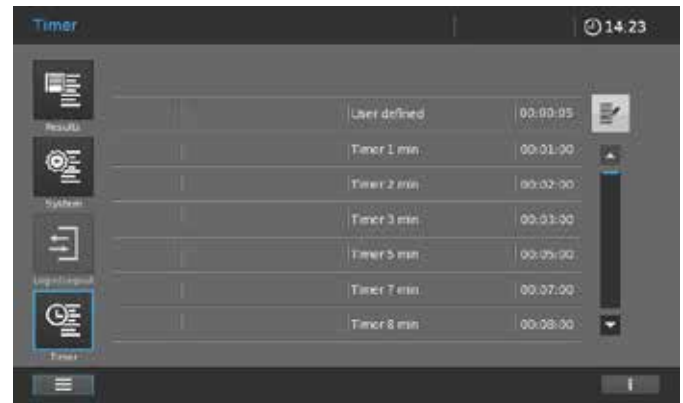 Timer
14.23
Results
User defined 00:00:05
Timer 1 min 00:01:00
System
Timer 2 min 00:02:00
Timer 3 min 00:03:00
Timer 5 min 00:05:00
Login/Logout
Timer 7 min 00:07:00
Timer 8 min 00:08:00
Timer
i